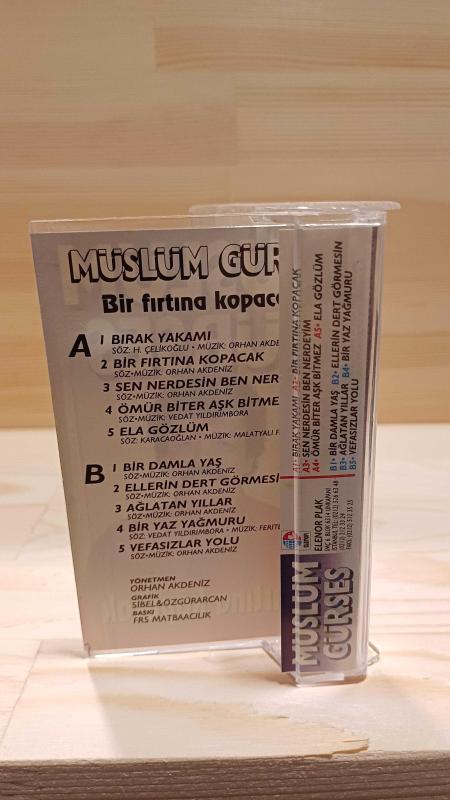 MÜSLÜM GÜR
Bir fırtına kopaca
A
1 BIRAK YAKAMI
SÖZ: H. ÇELİKOĞLU • MÜZİK: ORHAN AKDE
2 BİR FIRTINA KOPACAK
SÖZ•MÜZİK: ORHAN AKDENİZ
3 SEN NERDESİN BEN NER
SÖZ•MÜZİK: ORHAN AKDENİZ
4 ÖMÜR BİTER AŞK BİTME
SÖZ•MÜZİK: VEDAT YILDIRIMBORA
5 ELA GÖZLÜM
SÖZ: KARACAOĞLAN • MÜZİK: MALATYALI F
B
1 BİR DAMLA YAŞ
SÖZ•MÜZİK: ORHAN AKDENİZ
2 ELLERİN DERT GÖRMESİ
SÖZ•MÜZİK: ORHAN AKDENİZ
3 AĞLATAN YILLAR
SÖZ•MÜZİK: ORHAN AKDENİZ
4 BİR YAZ YAĞMURU
SÖZ: VEDAT YILDIRIMBORA • MÜZİK: FERİT
5 VEFASIZLAR YOLU
SÖZ•MÜZİK: ORHAN AKDENİZ
YÖNETMEN
ORHAN AKDENİZ
GRAFİK
SİBEL&ÖZGÜRARCAN
BASKI
FRS MATBAACILIK
A1• BIRAK YAKAMI A2• BİR FIRTINA KOPACAK
A3• SEN NERDESİN BEN NERDEYİM
A4• ÖMÜR BİTER AŞK BİTMEZ A5• ELA GÖZLÜM
B1• BİR DAMLA YAŞ B2• ELLERİN DERT GÖRMESİN
B3• AĞLATAN YILLAR B4• BİR YAZ YAĞMURU
B5• VEFASIZLAR YOLU
ELENOR PLAK
MÜSLÜM
GÜRSES